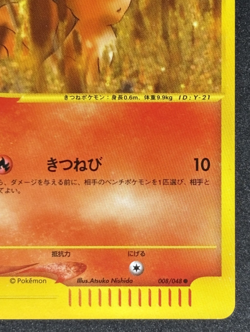 きつねポケモン:身長0.6m、体重9.9kg ID:Y-21
きつねび 10
ら、ダメージを与える前に、相手のベンチポケモンを1匹選び、相手と
てよい。
抵抗力 にげる
Illus.Atsuko Nishida 008/048●
© Pokémon